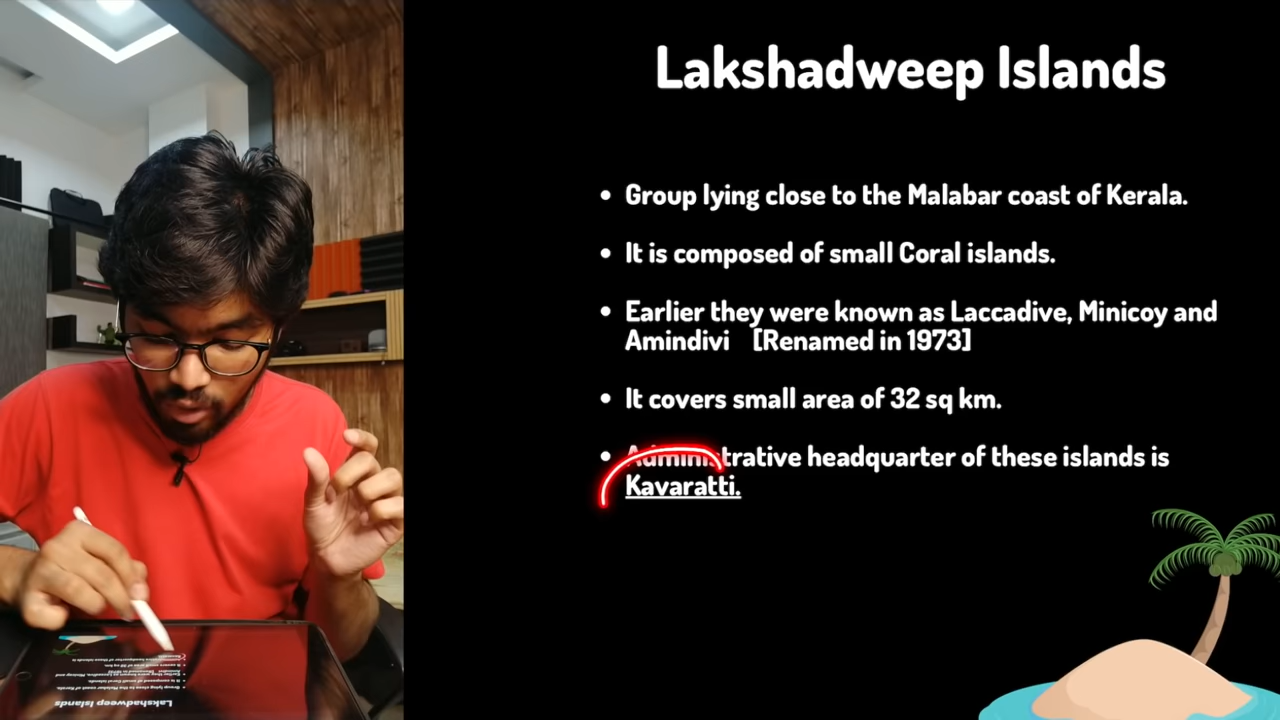 Lakshadweep Islands
• Group lying close to the Malabar coast of Kerala.
• It is composed of small Coral islands.
• Earlier they were known as Laccadive, Minicoy and
Amindivi [Renamed in 1973]
• It covers small area of 32 sq km.
• Administrative headquarter of these islands is
Kavaratti.